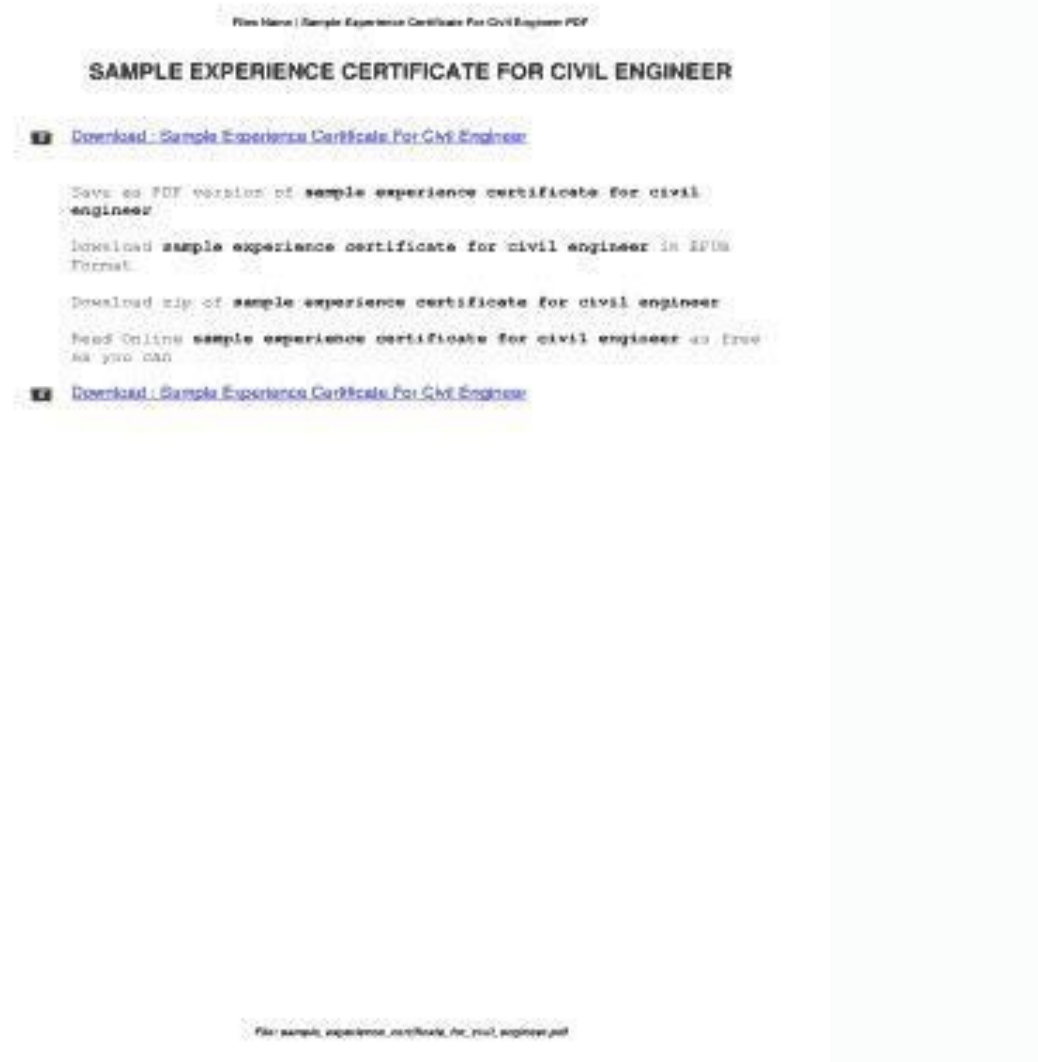 Files Name | Sample Experience Certificate For Civil Engineer PDF
SAMPLE EXPERIENCE CERTIFICATE FOR CIVIL ENGINEER
Download : Sample Experience Certificate For Civil Engineer
Save as PDF version of sample experience certificate for civil
engineer
Download sample experience certificate for civil engineer in EPUB
Format
Download zip of sample experience certificate for civil engineer
Read Online sample experience certificate for civil engineer as free
as you can
Download : Sample Experience Certificate For Civil Engineer
File: sample_experience_certificate_for_civil_engineer.pdf